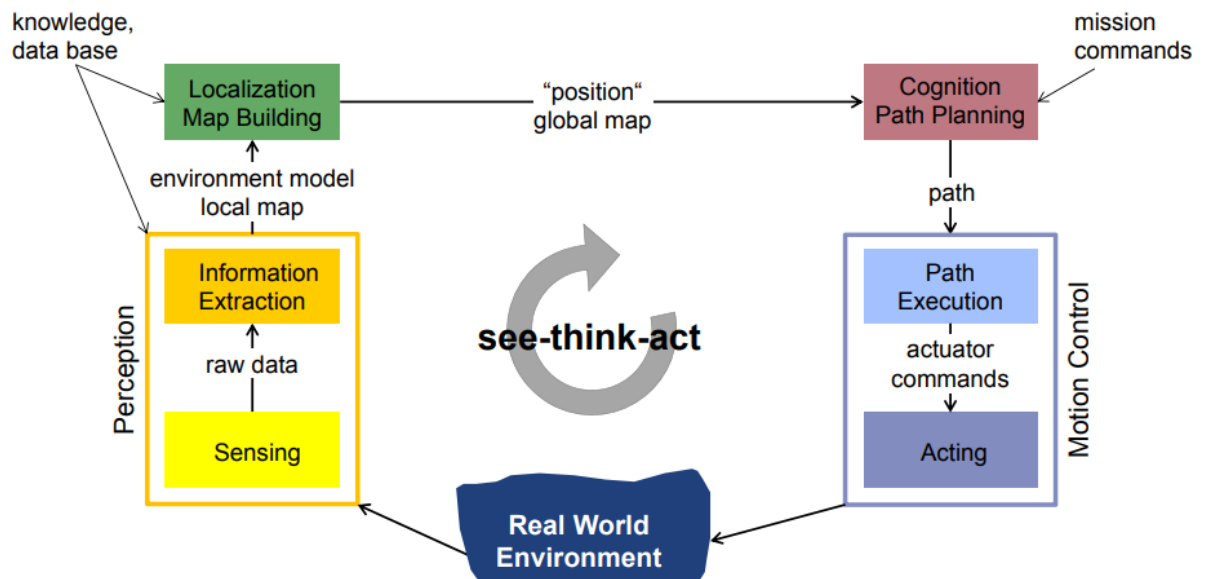 knowledge,
data base
mission
commands
Localization
Map Building
“position“
global map
Cognition
Path Planning
environment model
local map
path
Perception
Information
Extraction
raw data
Sensing
see-think-act
Path
Execution
actuator
commands
Acting
Motion Control
Real World
Environment